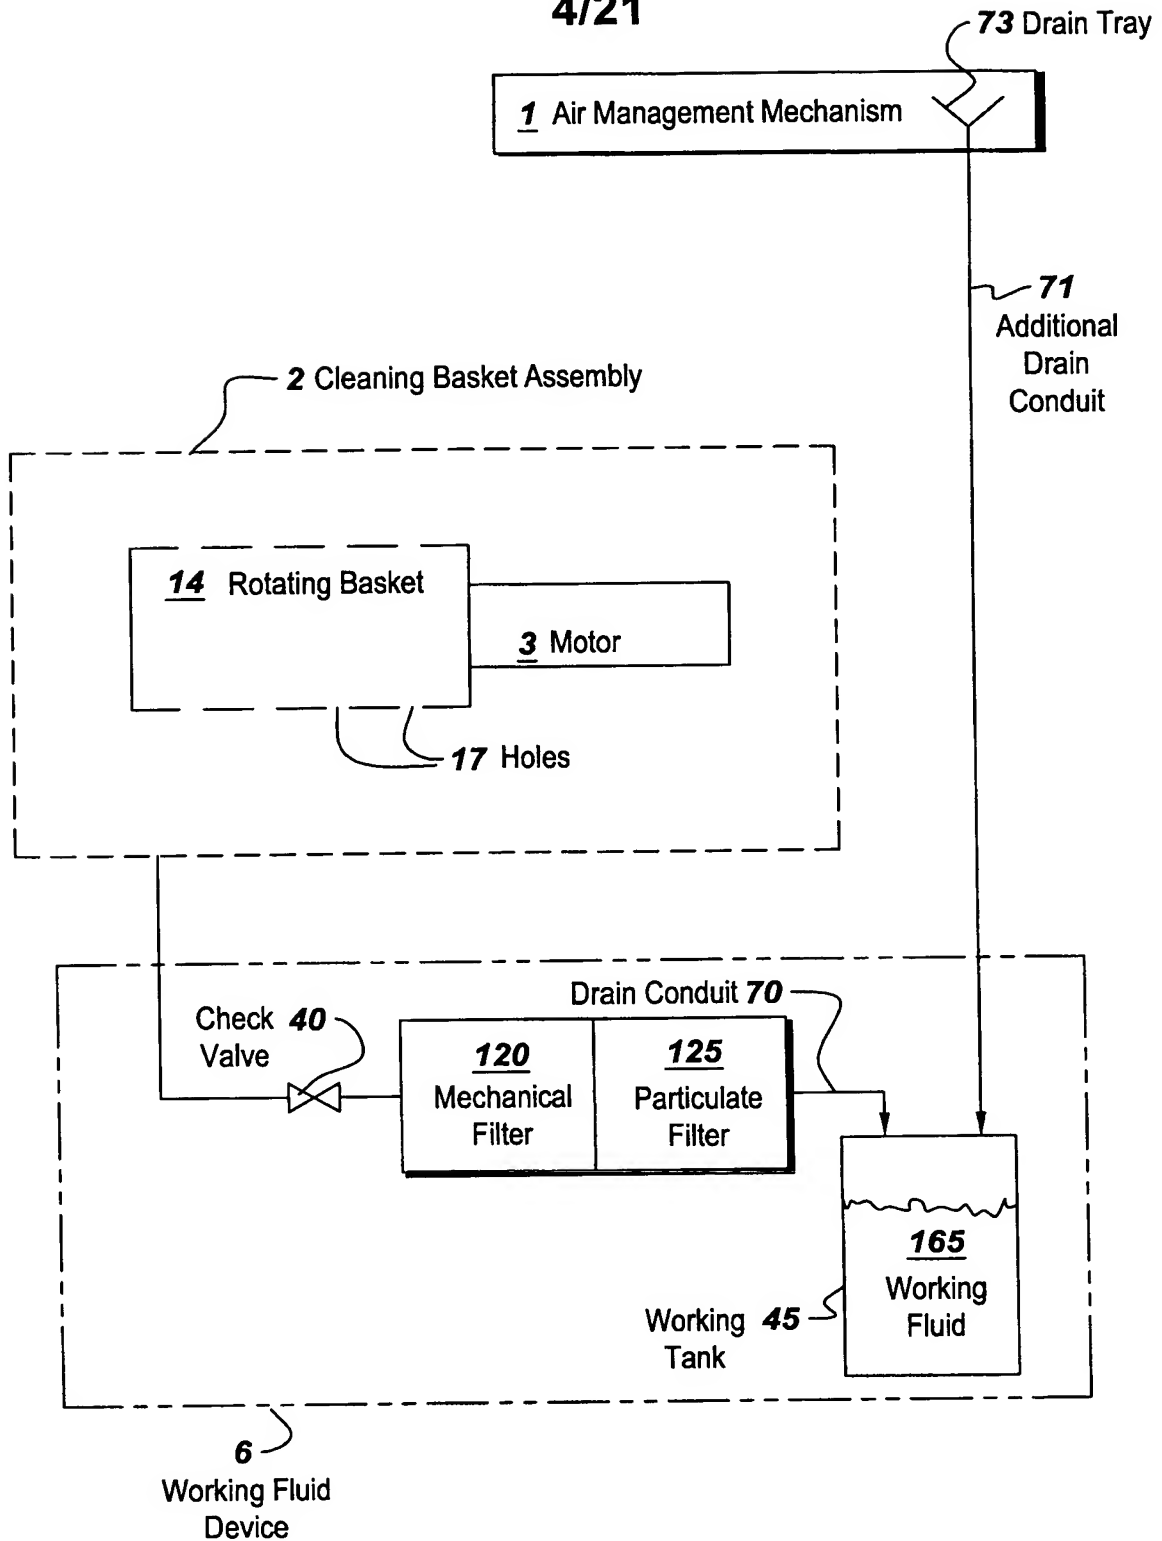 4/21
73 Drain Tray
1 Air Management Mechanism
71
Additional
Drain
Conduit
2 Cleaning Basket Assembly
14 Rotating Basket
3 Motor
17 Holes
Drain Conduit 70
Check 40
Valve
120
Mechanical
Filter
125
Particulate
Filter
165
Working
Fluid
Working 45
Tank
6
Working Fluid
Device